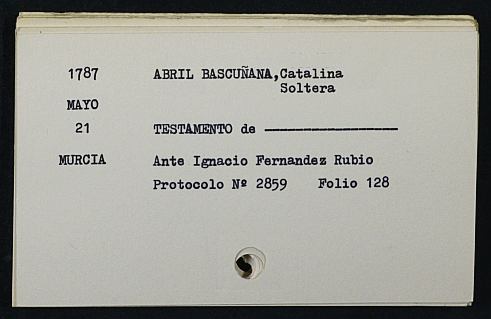 1787 ABRIL BASCUÑANA,Catalina
Soltera
MAYO
21 TESTAMENTO de ——————————
MURCIA Ante Ignacio Fernandez Rubio
Protocolo Nº 2859 Folio 128